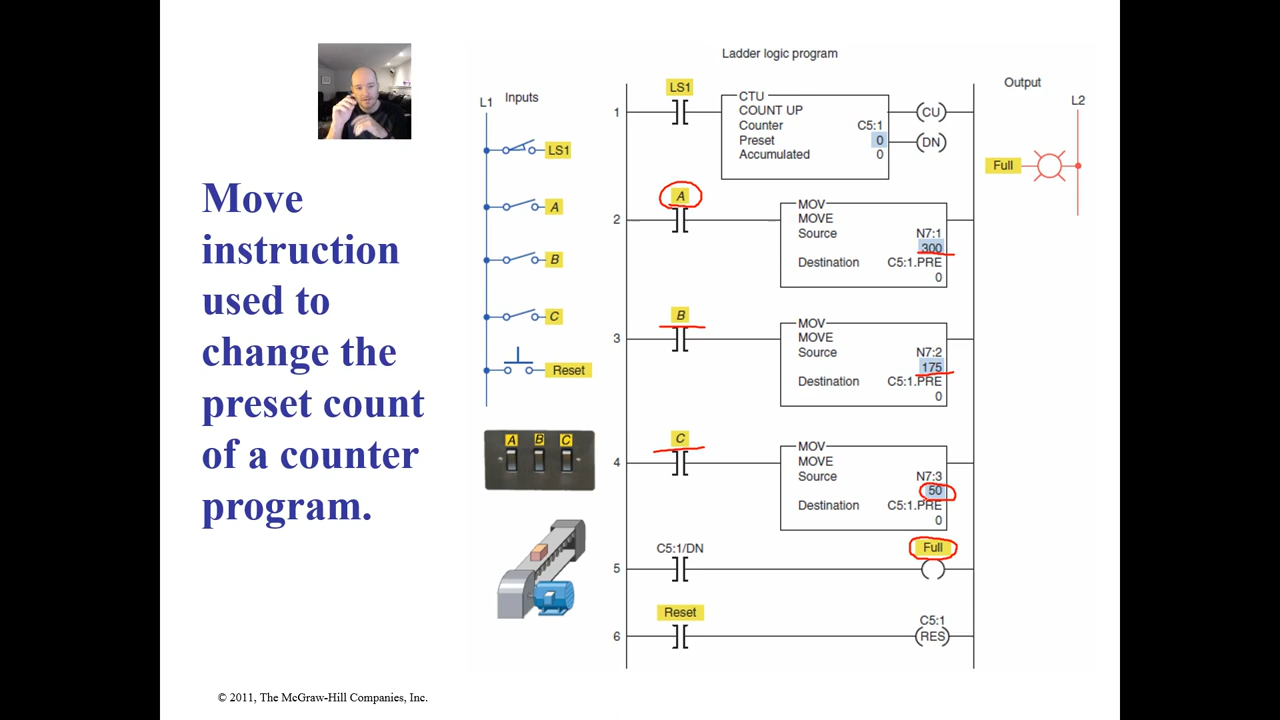 Move
instruction
used to
change the
preset count
of a counter
program.
Inputs
L1
LS1
A
B
C
Reset
A B C
Ladder logic program
1
LS1
CTU
COUNT UP
Counter C5:1
Preset 0
Accumulated 0
CU
DN
2
A
MOV
MOVE
Source N7:1
300
Destination C5:1.PRE
0
3
B
MOV
MOVE
Source N7:2
175
Destination C5:1.PRE
0
4
C
MOV
MOVE
Source N7:3
50
Destination C5:1.PRE
0
5
C5:1/DN
Full
6
Reset
C5:1
RES
Output
L2
Full
© 2011, The McGraw-Hill Companies, Inc.